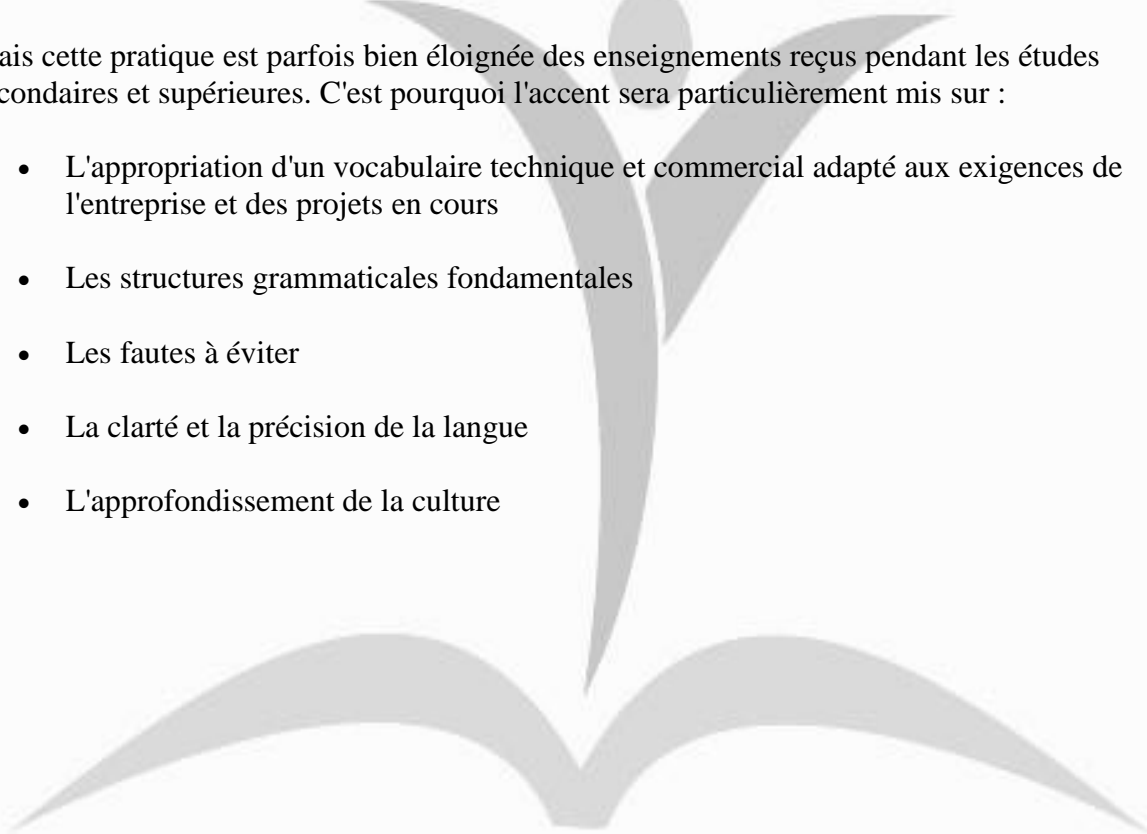 ais cette pratique est parfois bien éloignée des enseignements reçus pendant les études
condaires et supérieures. C'est pourquoi l'accent sera particulièrement mis sur :
• L'appropriation d'un vocabulaire technique et commercial adapté aux exigences de
l'entreprise et des projets en cours
• Les structures grammaticales fondamentales
• Les fautes à éviter
• La clarté et la précision de la langue
• L'approfondissement de la culture